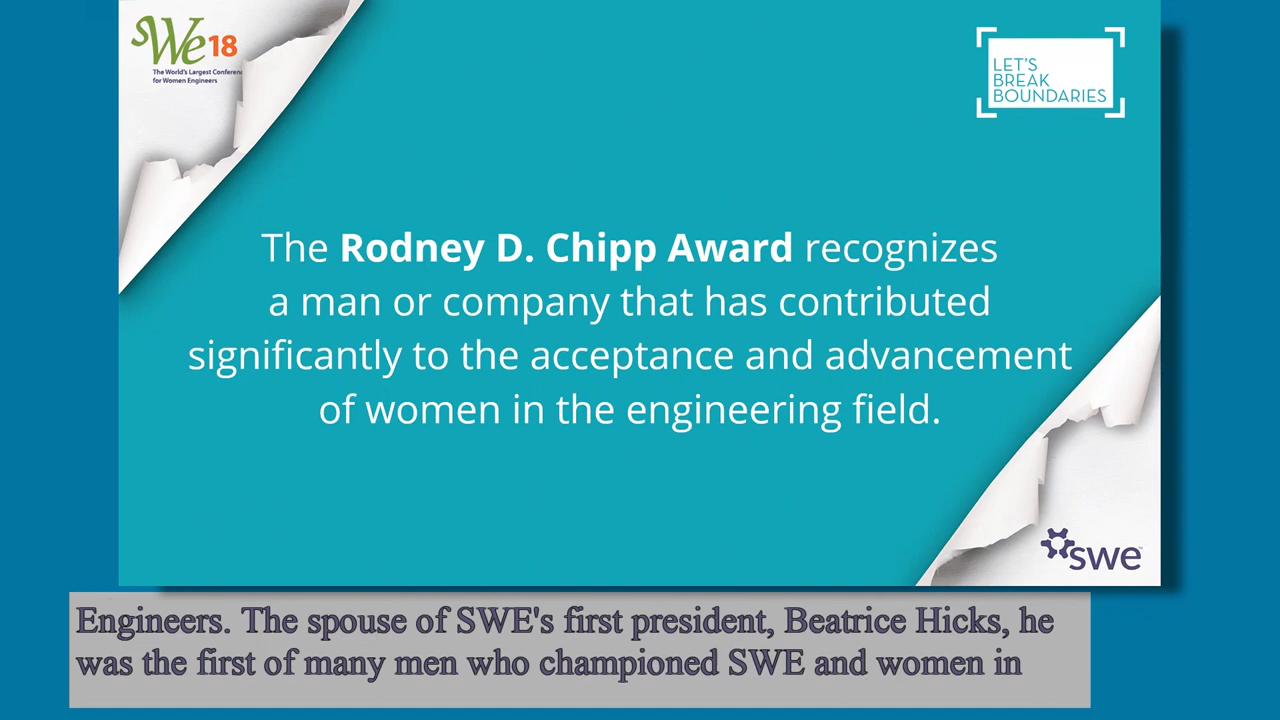 swe18
The World's Largest Conferenc
for Women Engineers
LET'S
BREAK
BOUNDARIES
The Rodney D. Chipp Award recognizes
a man or company that has contributed
significantly to the acceptance and advancement
of women in the engineering field.
swe
Engineers. The spouse of SWE's first president, Beatrice Hicks, he
was the first of many men who championed SWE and women in